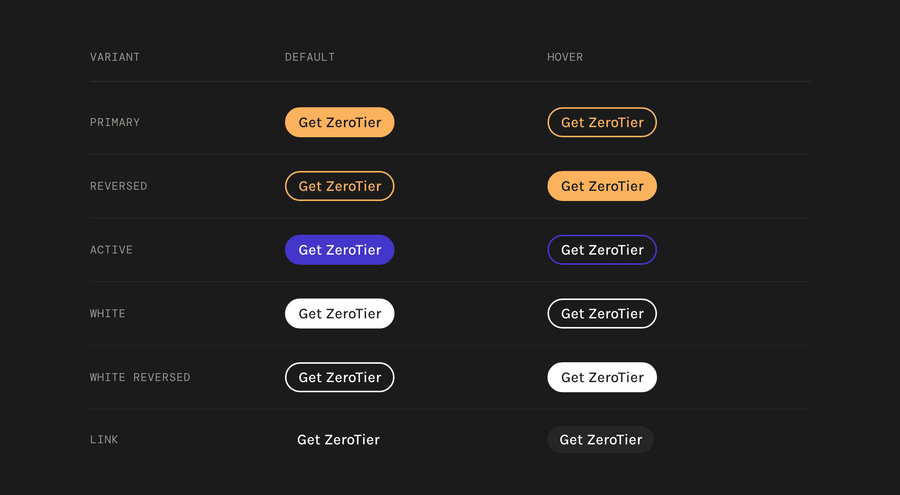 VARIANT DEFAULT HOVER
PRIMARY Get ZeroTier Get ZeroTier
REVERSED Get ZeroTier Get ZeroTier
ACTIVE Get ZeroTier Get ZeroTier
WHITE Get ZeroTier Get ZeroTier
WHITE REVERSED Get ZeroTier Get ZeroTier
LINK Get ZeroTier Get ZeroTier